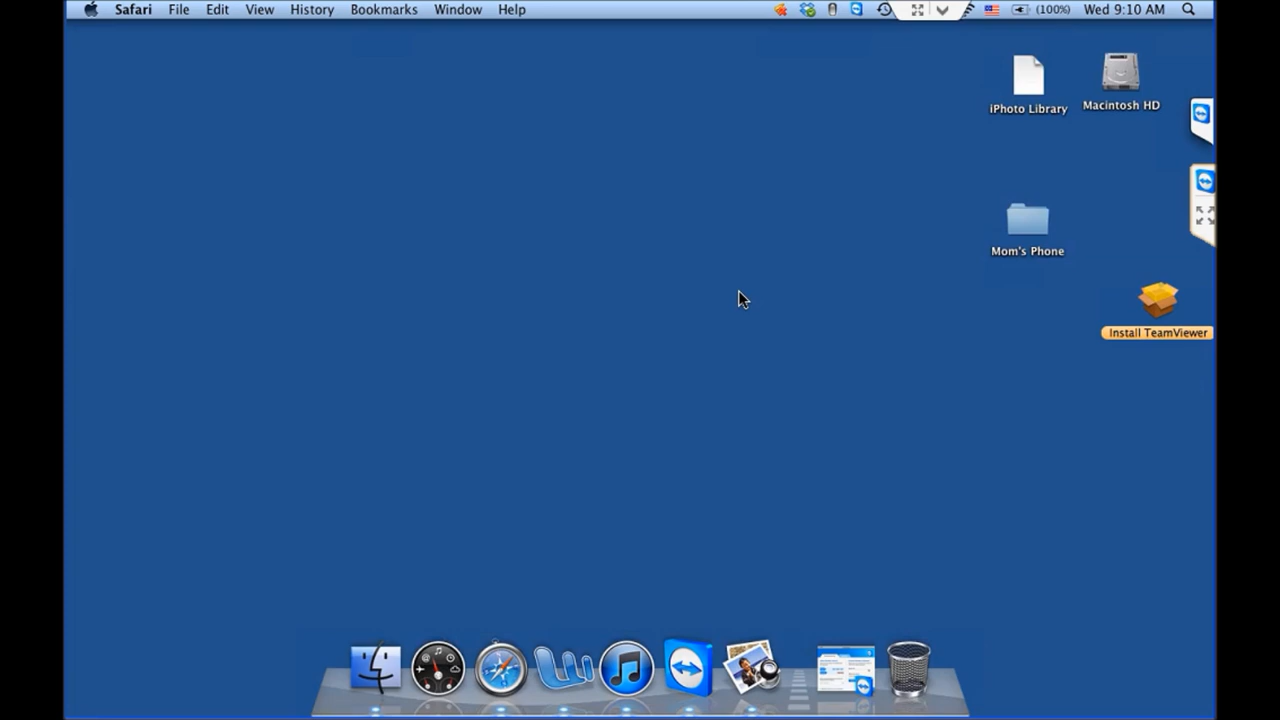 Safari File Edit View History Bookmarks Window Help (100%) Wed 9:10 AM
iPhoto Library
Macintosh HD
Mom's Phone
Install TeamViewer